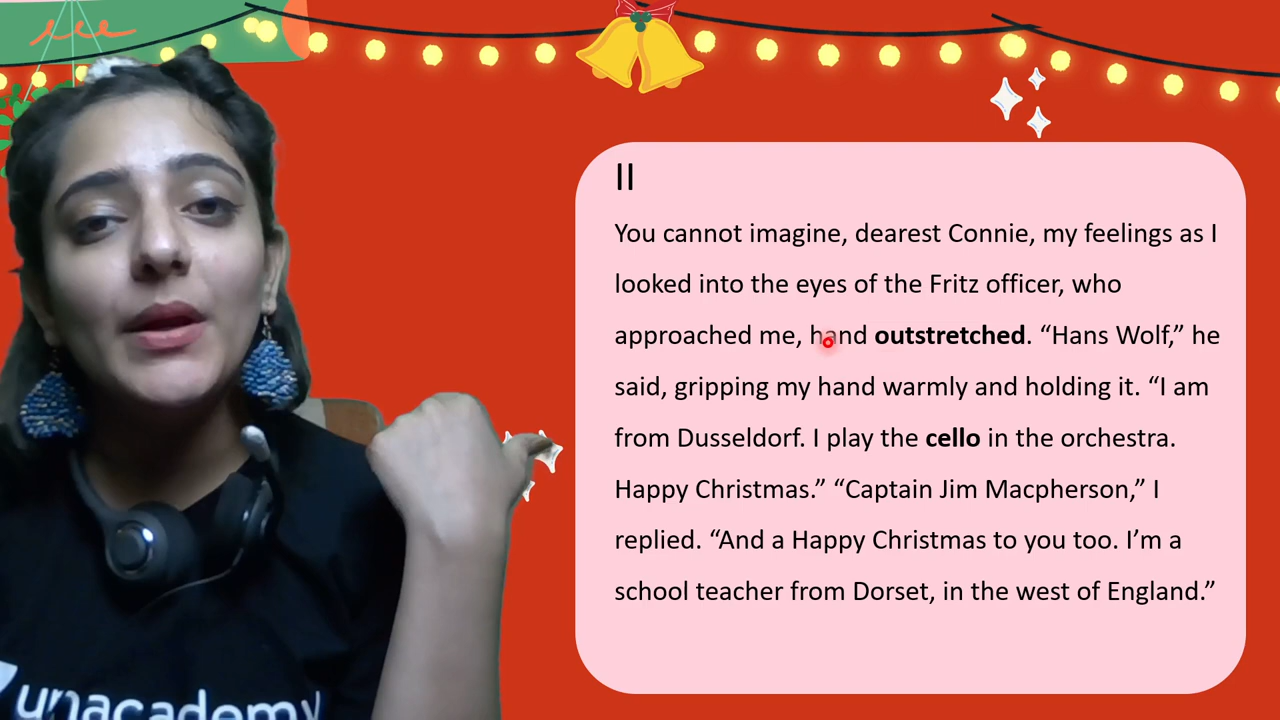 II
You cannot imagine, dearest Connie, my feelings as I
looked into the eyes of the Fritz officer, who
approached me, hand outstretched. “Hans Wolf,” he
said, gripping my hand warmly and holding it. “I am
from Dusseldorf. I play the cello in the orchestra.
Happy Christmas.” “Captain Jim Macpherson,” I
replied. “And a Happy Christmas to you too. I’m a
school teacher from Dorset, in the west of England.”
unacademy